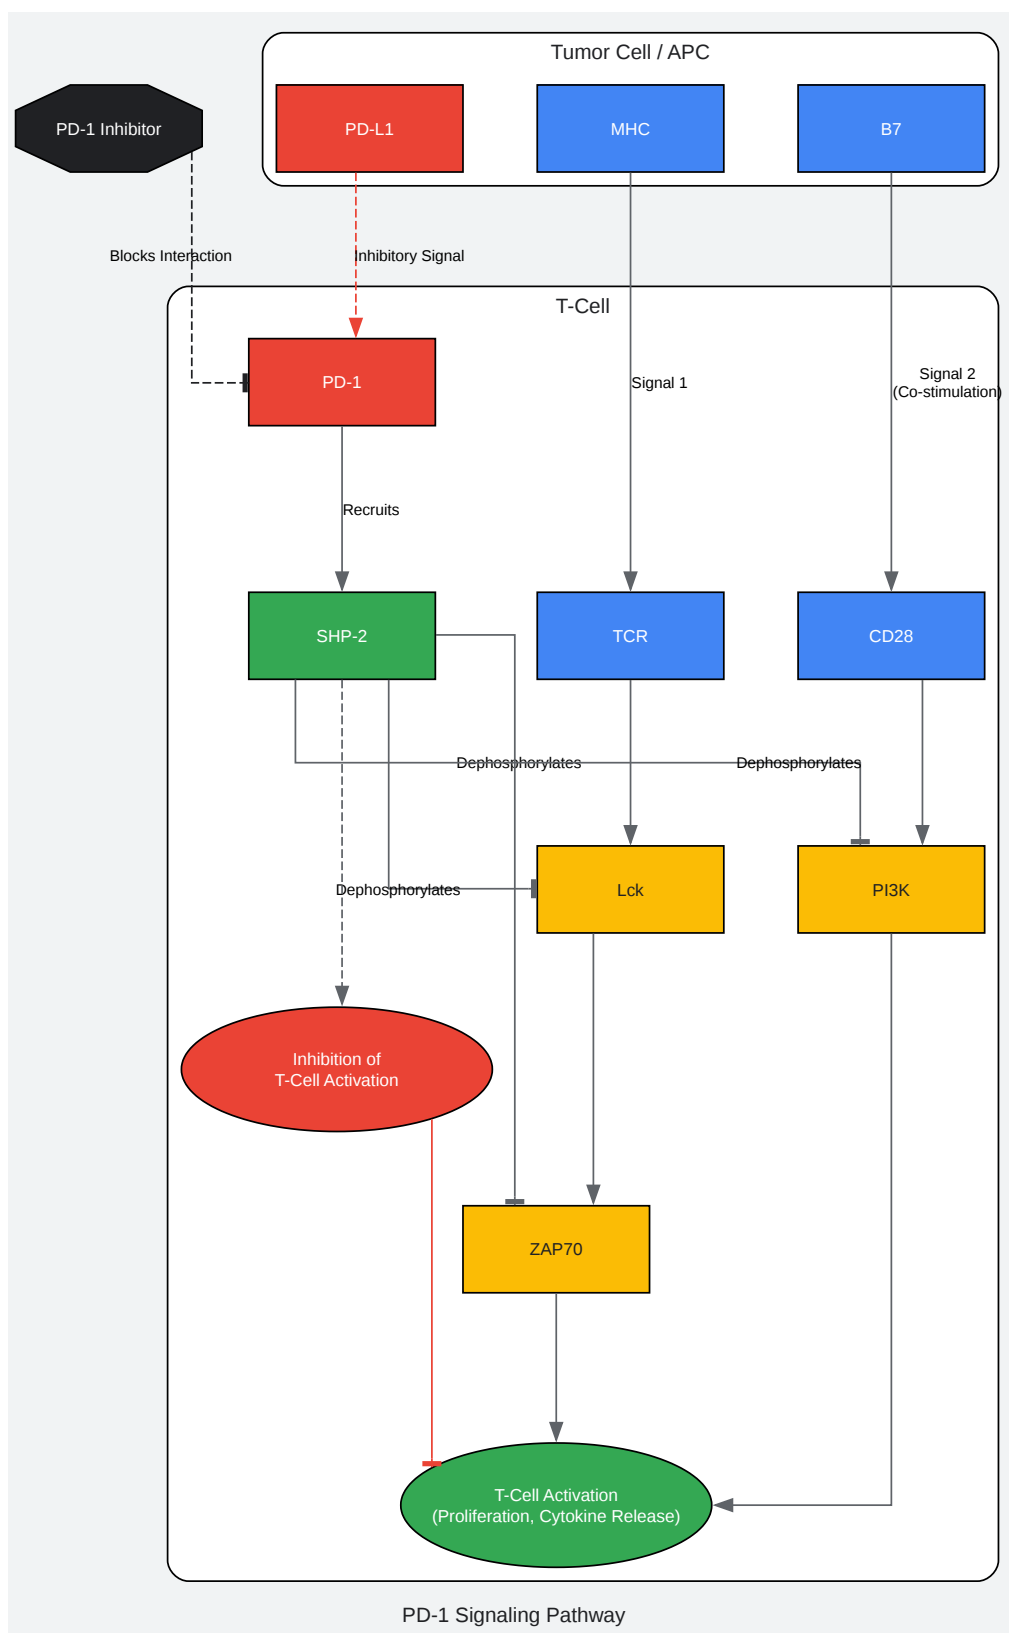 Tumor Cell / APC
PD-1 Inhibitor
PD-L1
MHC
B7
Blocks Interaction
Inhibitory Signal
T-Cell
PD-1
Signal 1
Signal 2
(Co-stimulation)
Recruits
SHP-2
TCR
CD28
Dephosphorylates
Dephosphorylates
Dephosphorylates
Lck
PI3K
Inhibition of
T-Cell Activation
ZAP70
T-Cell Activation
(Proliferation, Cytokine Release)
PD-1 Signaling Pathway